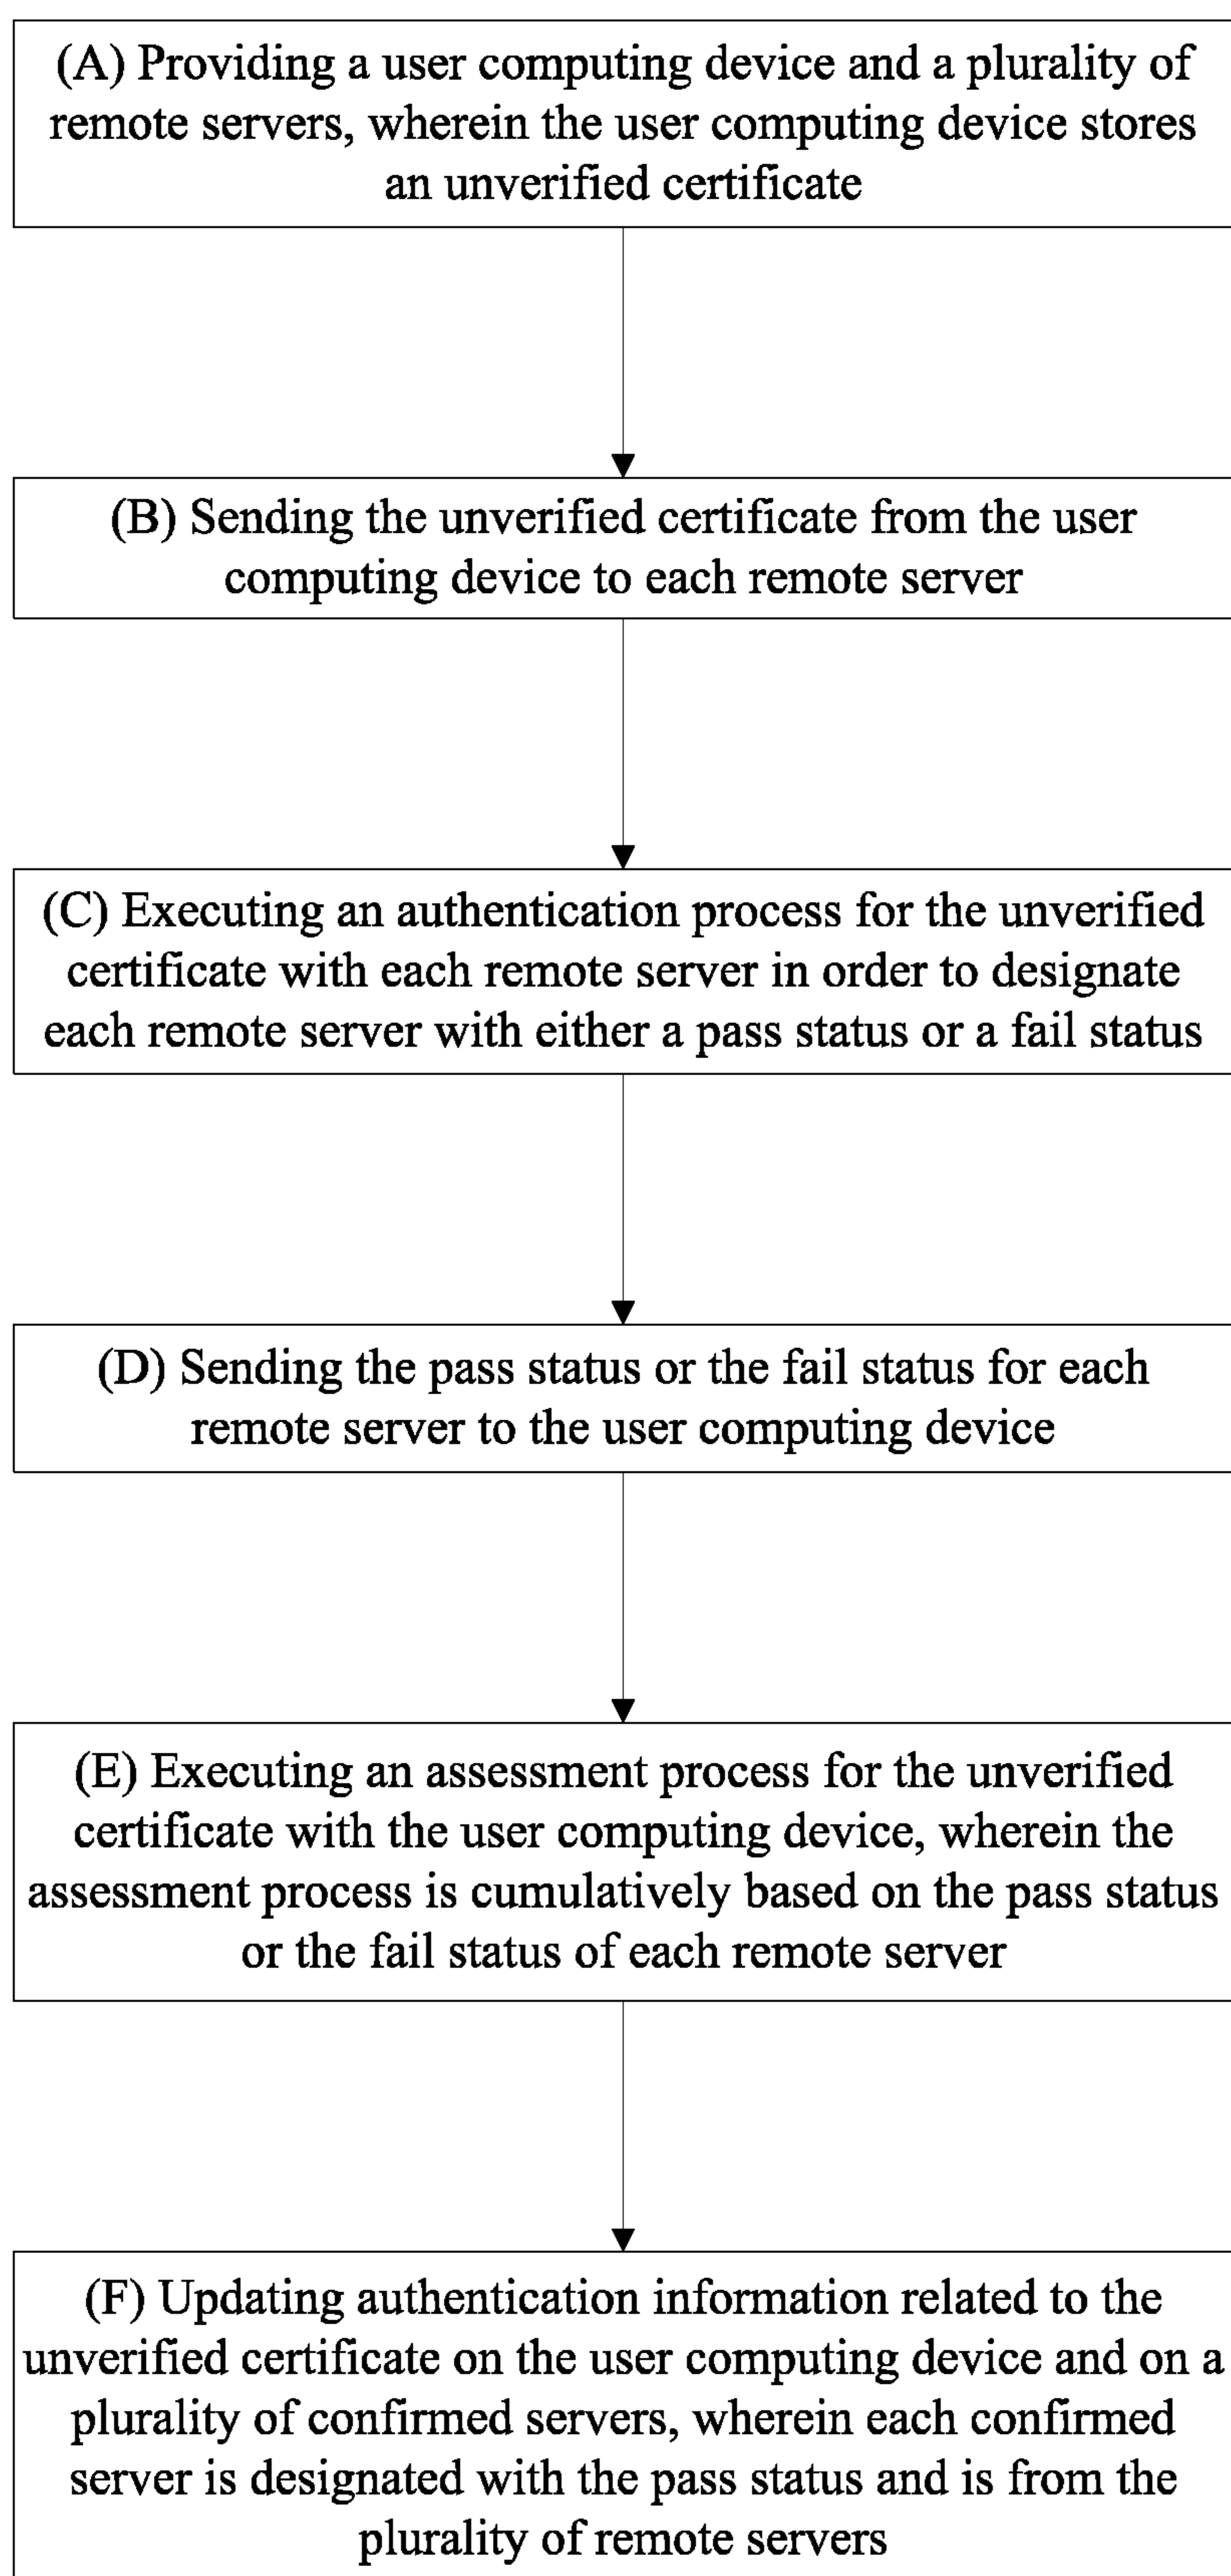 (A) Providing a user computing device and a plurality of
remote servers, wherein the user computing device stores
an unverified certificate
(B) Sending the unverified certificate from the user
computing device to each remote server
(C) Executing an authentication process for the unverified
certificate with each remote server in order to designate
each remote server with either a pass status or a fail status
(D) Sending the pass status or the fail status for each
remote server to the user computing device
(E) Executing an assessment process for the unverified
certificate with the user computing device, wherein the
assessment process is cumulatively based on the pass status
or the fail status of each remote server
(F) Updating authentication information related to the
unverified certificate on the user computing device and on a
plurality of confirmed servers, wherein each confirmed
server is designated with the pass status and is from the
plurality of remote servers